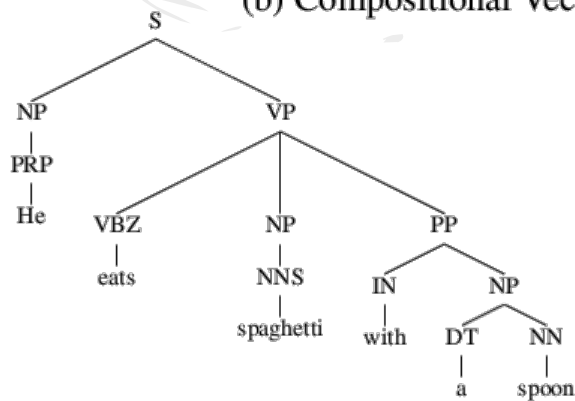 (b) Compositional Vec
S
NP VP
PRP
He VBZ NP PP
eats NNS IN NP
spaghetti with DT NN
a spoon